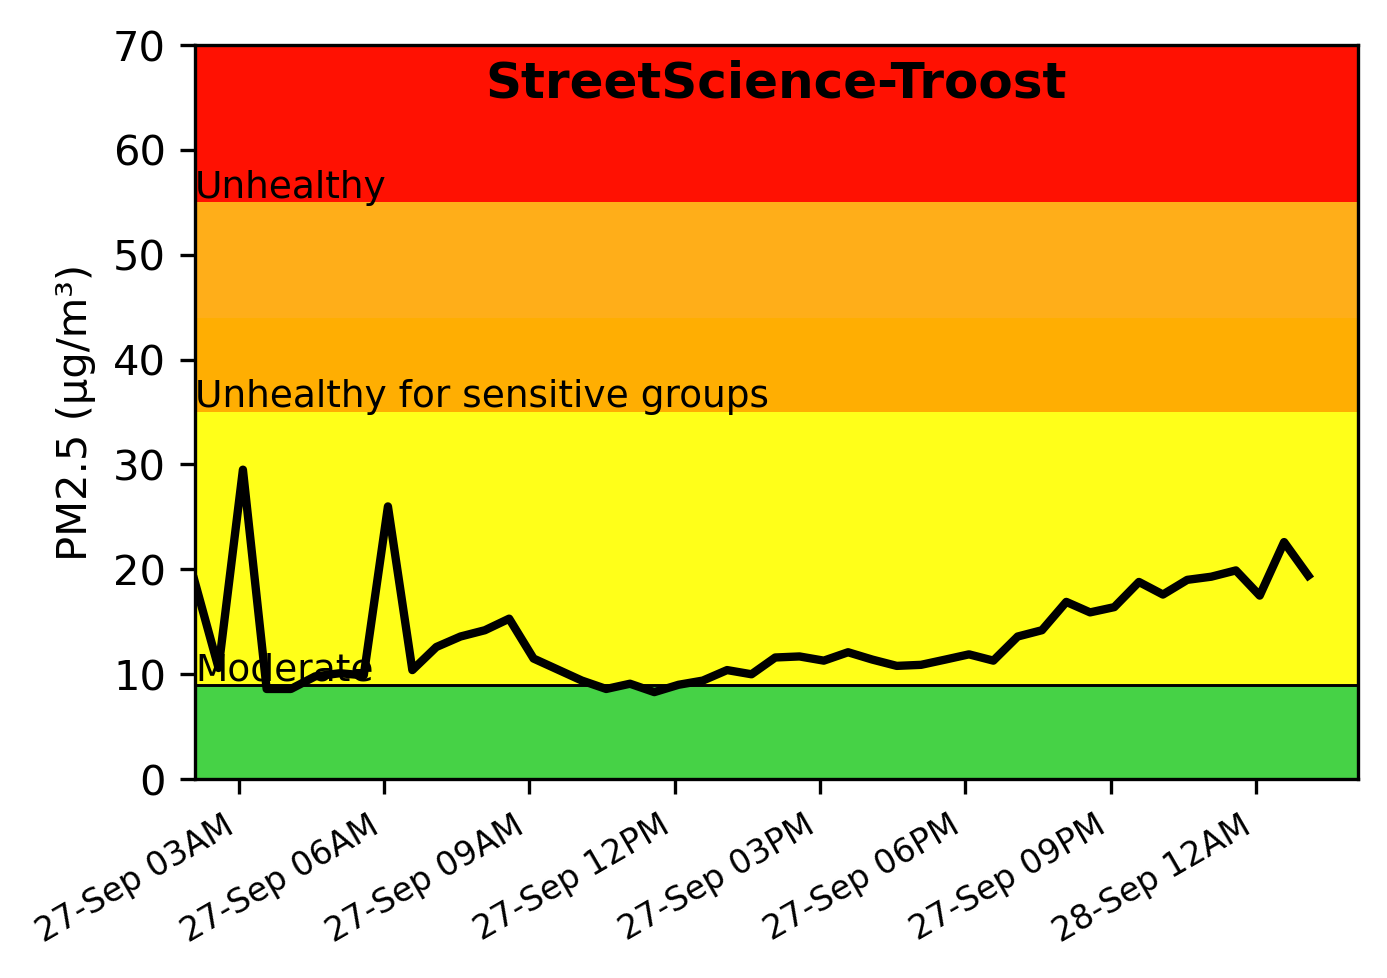 StreetScience-Troost
PM2.5 (µg/m³)
70
60
50
40
30
20
10
0
Unhealthy
Unhealthy for sensitive groups
Moderate
27-Sep 03AM
27-Sep 06AM
27-Sep 09AM
27-Sep 12PM
27-Sep 03PM
27-Sep 06PM
27-Sep 09PM
28-Sep 12AM